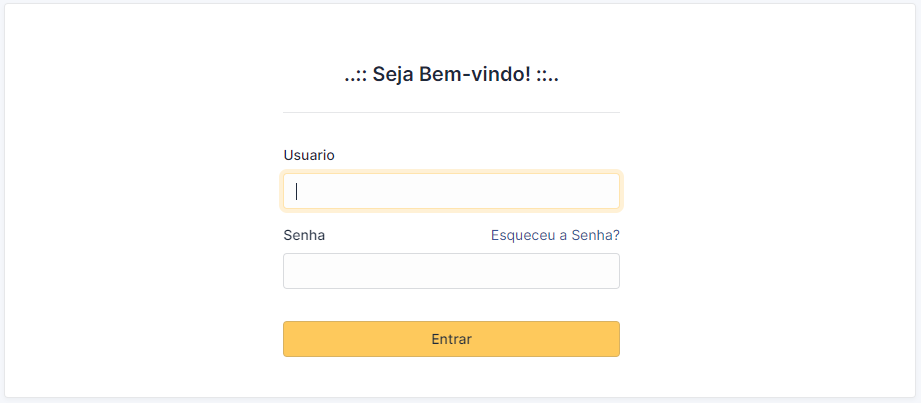 ..:: Seja Bem-vindo! ::..
Usuario
Senha Esqueceu a Senha?
Entrar